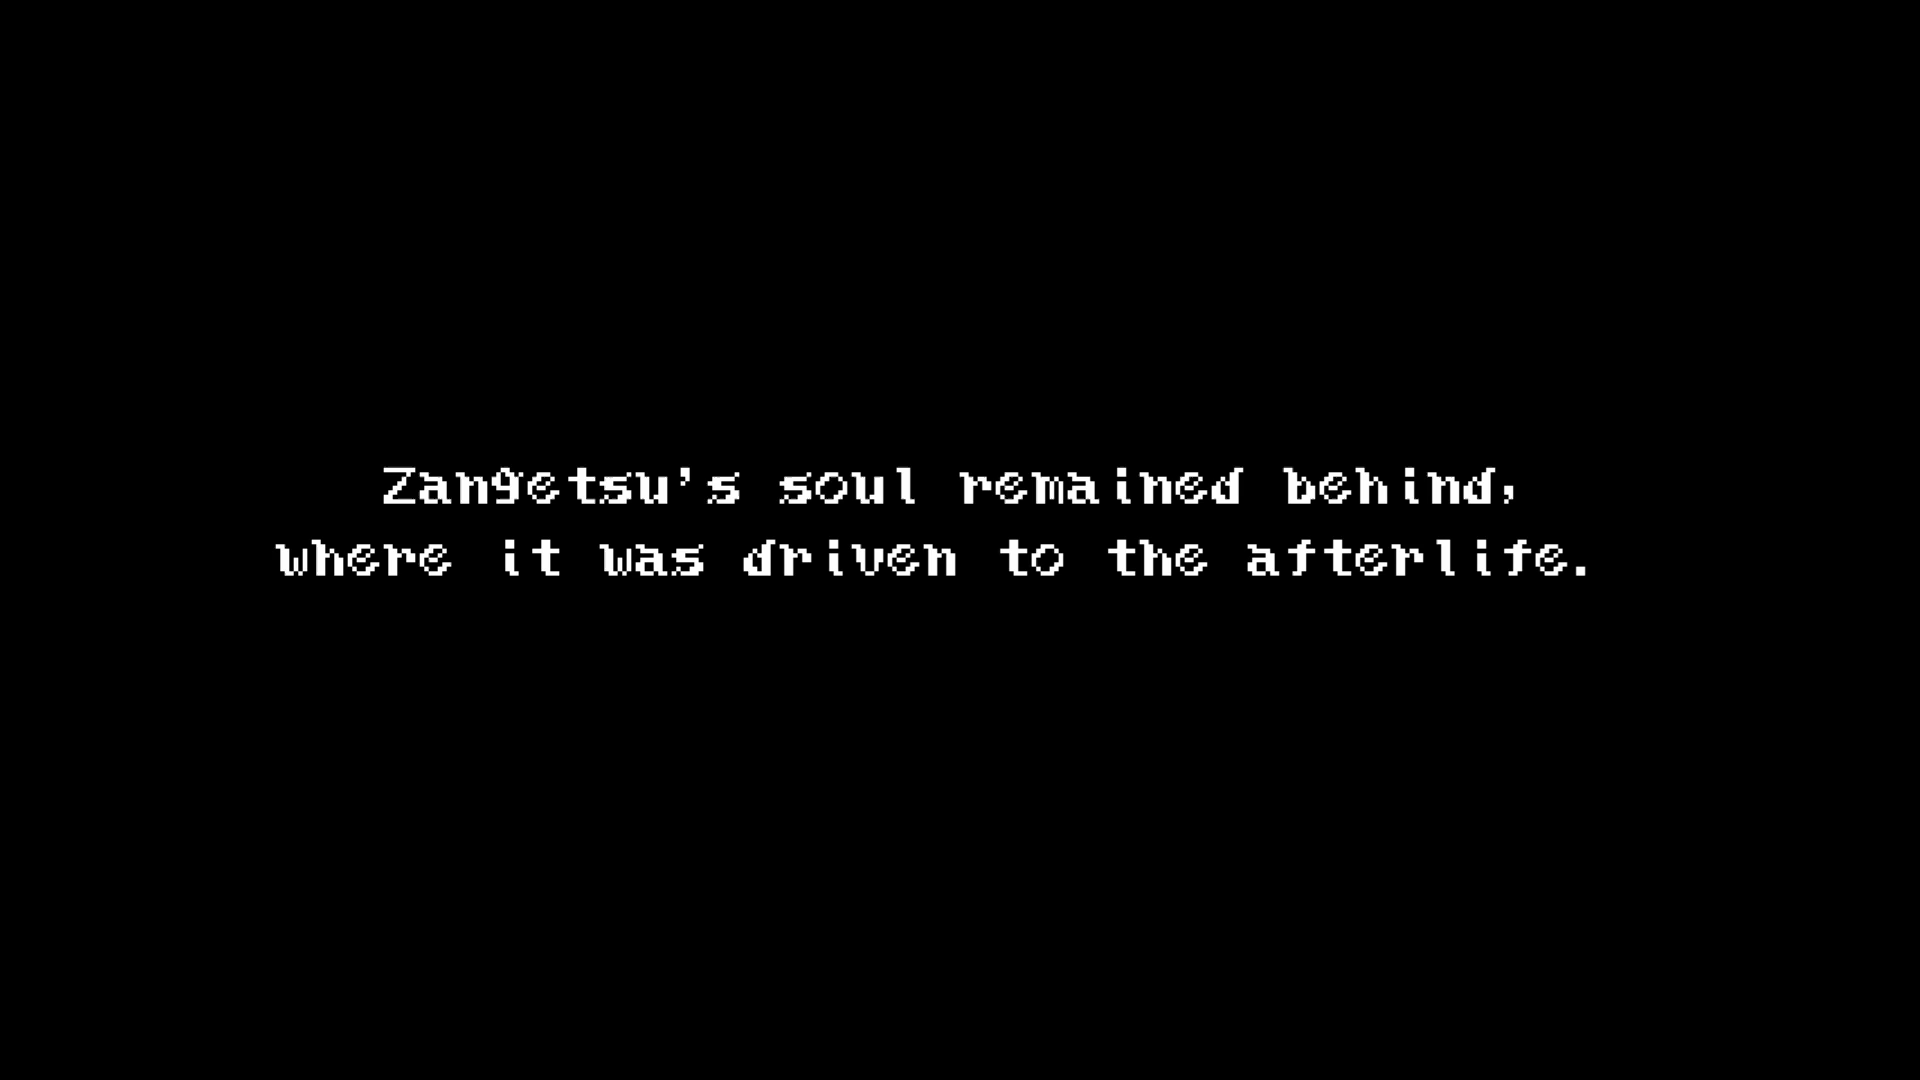 Zangetsu's soul remained behind,
where it was driven to the afterlife.